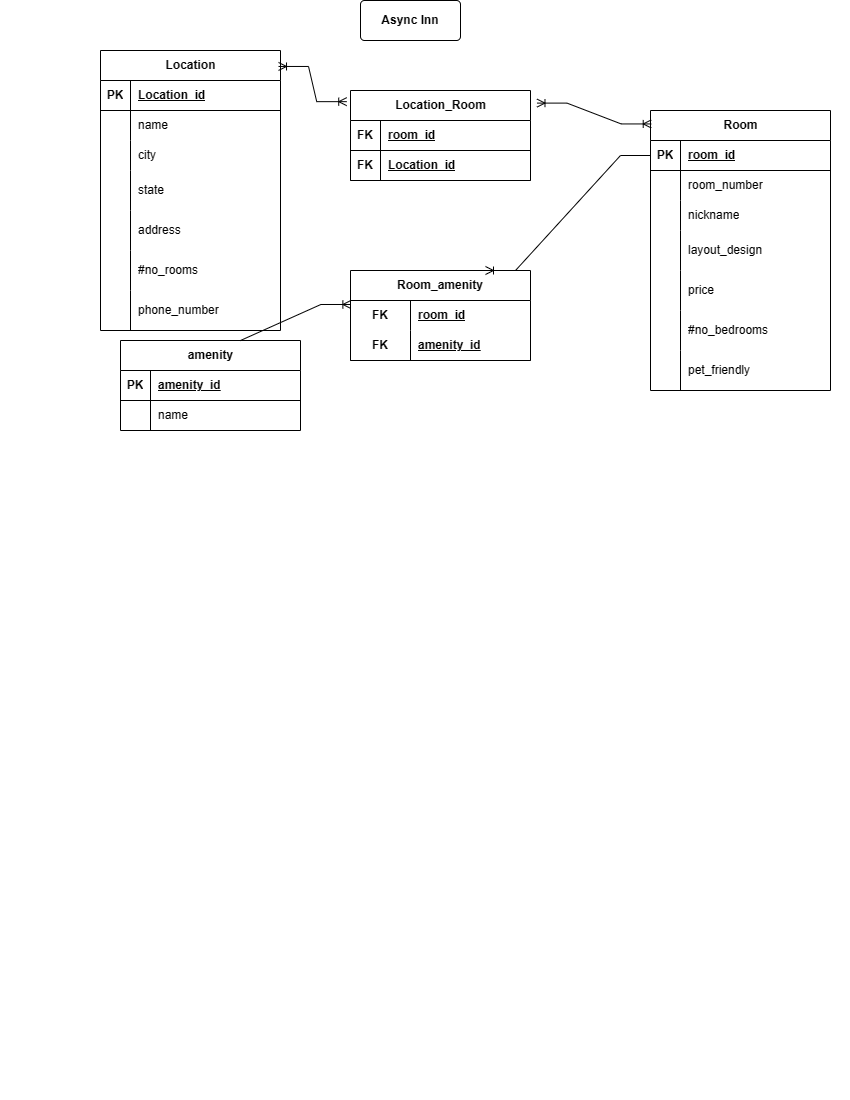 Async Inn
Location
PK Location_id
name
city
state
address
#no_rooms
phone_number
Location_Room
FK room_id
FK Location_id
Room
PK room_id
room_number
nickname
layout_design
price
#no_bedrooms
pet_friendly
Room_amenity
FK room_id
FK amenity_id
amenity
PK amenity_id
name